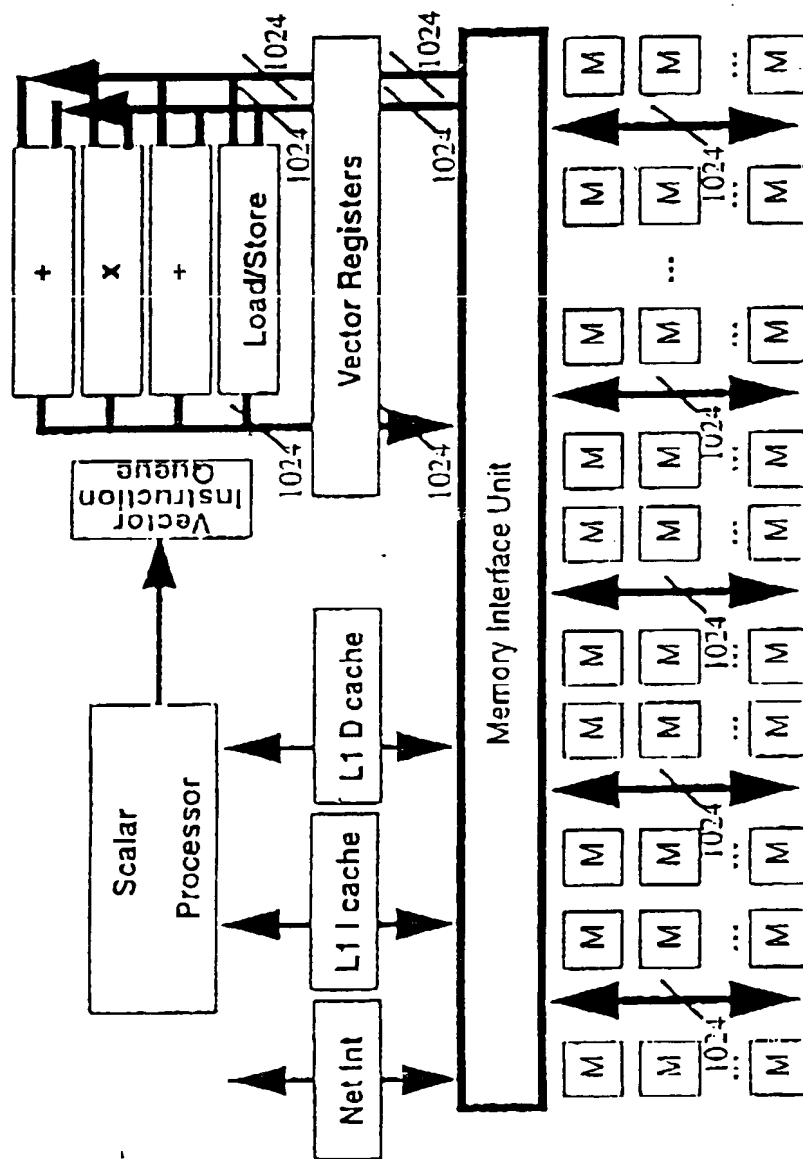 Scalar
Processor
Vector
Instruction
Queue
+
x
÷
Load/Store
1024
1024
1024
Net Int
L1 I cache
L1 D cache
Vector Registers
1024
1024
1024
Memory Interface Unit
M M M M M M M M M M
M M M M M M M M ... M M
1024 1024 1024 1024 1024
... ... ... ... ... ... ... ... ... ...
M M M M M M M M M M